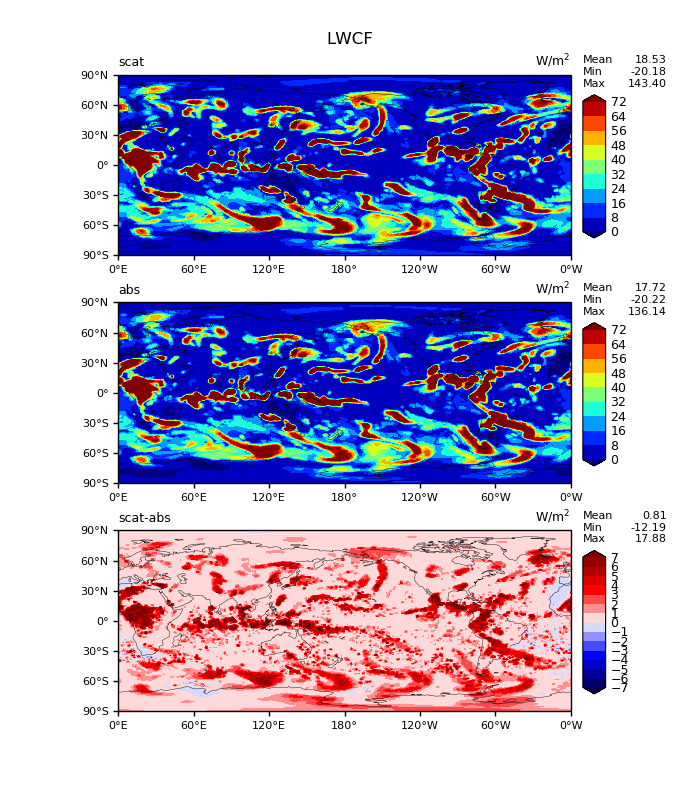 LWCF
scat W/m² Mean 18.53
Min -20.18
Max 143.40
90°N
60°N
30°N
0°
30°S
60°S
90°S
0°E 60°E 120°E 180° 120°W 60°W 0°W
72
64
56
48
40
32
24
16
8
0
abs W/m² Mean 17.72
Min -20.22
Max 136.14
90°N
60°N
30°N
0°
30°S
60°S
90°S
0°E 60°E 120°E 180° 120°W 60°W 0°W
72
64
56
48
40
32
24
16
8
0
scat-abs W/m² Mean 0.81
Min -12.19
Max 17.88
90°N
60°N
30°N
0°
30°S
60°S
90°S
0°E 60°E 120°E 180° 120°W 60°W 0°W
7
6
5
4
3
2
1
0
−1
−2
−3
−4
−5
−6
−7